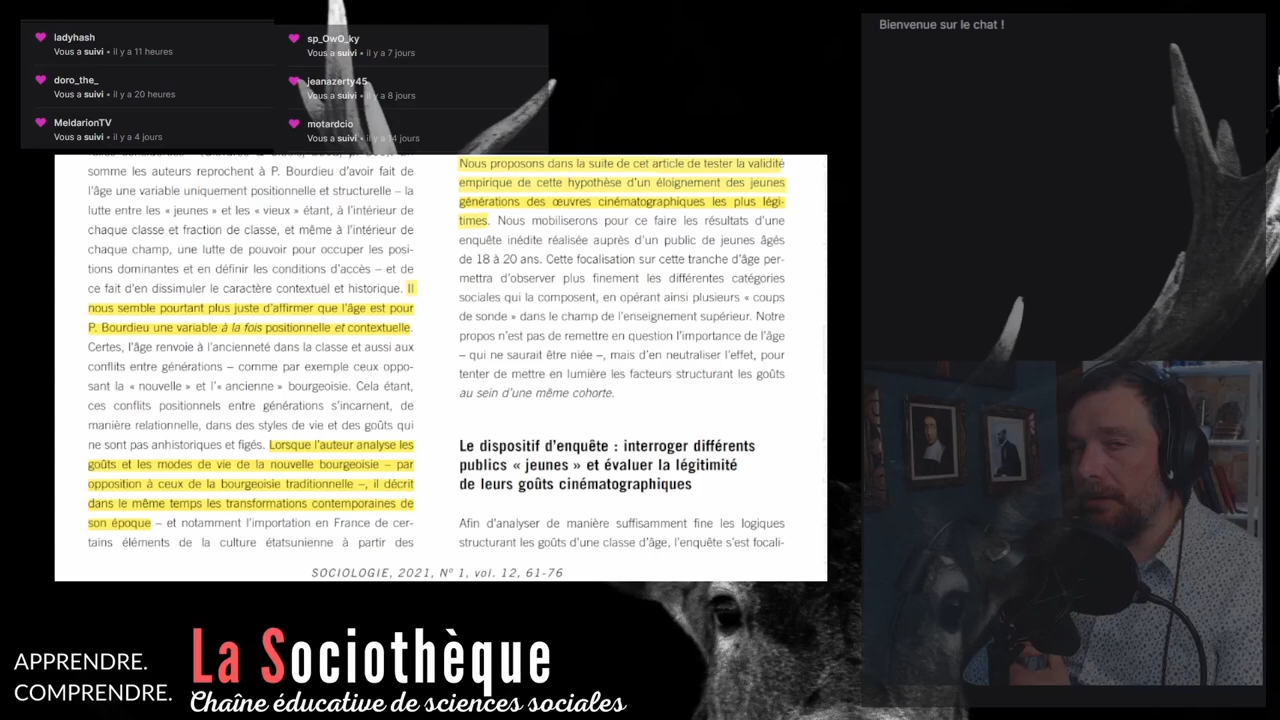 ladyhash
Vous a suivi • il y a 11 heures
doro_the_
Vous a suivi • il y a 20 heures
MeldarionTV
Vous a suivi • il y a 4 jours
sp_OwO_ky
Vous a suivi • il y a 7 jours
jeanazerty45
Vous a suivi • il y a 8 jours
motardcio
Vous a suivi • il y a 14 jours
Bienvenue sur le chat !
somme les auteurs reprochent à P. Bourdieu d'avoir fait de
l'âge une variable uniquement positionnelle et structurelle – la
lutte entre les « jeunes » et les « vieux » étant, à l'intérieur de
chaque classe et fraction de classe, et même à l'intérieur de
chaque champ, une lutte de pouvoir pour occuper les posi-
tions dominantes et en définir les conditions d'accès – et de
ce fait d'en dissimuler le caractère contextuel et historique. Il
nous semble pourtant plus juste d'affirmer que l'âge est pour
P. Bourdieu une variable à la fois positionnelle et contextuelle.
Certes, l'âge renvoie à l'ancienneté dans la classe et aussi aux
conflits entre générations – comme par exemple ceux oppo-
sant la « nouvelle » et l'« ancienne » bourgeoisie. Cela étant,
ces conflits positionnels entre générations s'incarnent, de
manière relationnelle, dans des styles de vie et des goûts qui
ne sont pas anhistoriques et figés. Lorsque l'auteur analyse les
goûts et les modes de vie de la nouvelle bourgeoisie – par
opposition à ceux de la bourgeoisie traditionnelle –, il décrit
dans le même temps les transformations contemporaines de
son époque – et notamment l'importation en France de cer-
tains éléments de la culture étatsunienne à partir des
Nous proposons dans la suite de cet article de tester la validité
empirique de cette hypothèse d'un éloignement des jeunes
générations des œuvres cinématographiques les plus légi-
times. Nous mobiliserons pour ce faire les résultats d'une
enquête inédite réalisée auprès d'un public de jeunes âgés
de 18 à 20 ans. Cette focalisation sur cette tranche d'âge per-
mettra d'observer plus finement les différentes catégories
sociales qui la composent, en opérant ainsi plusieurs « coups
de sonde » dans le champ de l'enseignement supérieur. Notre
propos n'est pas de remettre en question l'importance de l'âge
– qui ne saurait être niée –, mais d'en neutraliser l'effet, pour
tenter de mettre en lumière les facteurs structurant les goûts
au sein d'une même cohorte.
Le dispositif d'enquête : interroger différents
publics « jeunes » et évaluer la légitimité
de leurs goûts cinématographiques
Afin d'analyser de manière suffisamment fine les logiques
structurant les goûts d'une classe d'âge, l'enquête s'est focali-
SOCIOLOGIE, 2021, N° 1, vol. 12, 61-76
APPRENDRE.
COMPRENDRE.
La Sociothèque
Chaîne éducative de sciences sociales